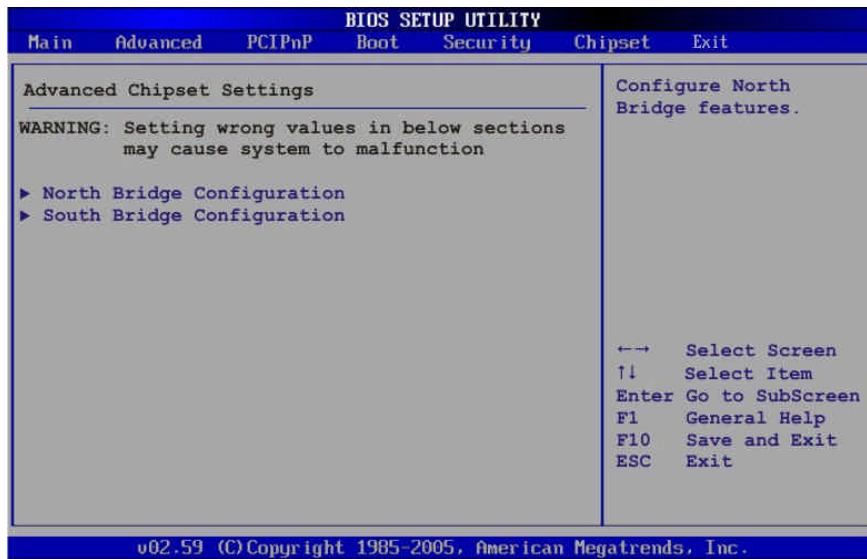 BIOS SETUP UTILITY
Main Advanced PCIPnP Boot Security Chipset Exit
Advanced Chipset Settings
WARNING: Setting wrong values in below sections
may cause system to malfunction
► North Bridge Configuration
► South Bridge Configuration
Configure North
Bridge features.
←→ Select Screen
↑↓ Select Item
Enter Go to SubScreen
F1 General Help
F10 Save and Exit
ESC Exit
v02.59 (C)Copyright 1985-2005, American Megatrends, Inc.